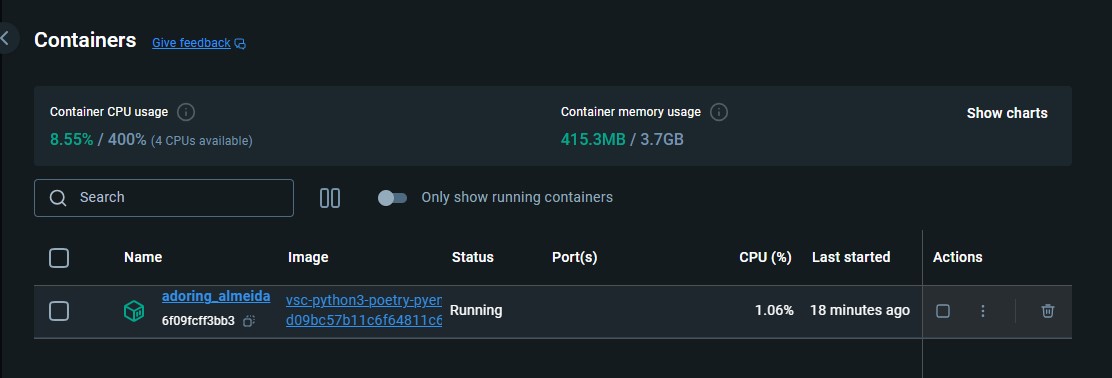 Containers Give feedback
Container CPU usage
8.55% / 400% (4 CPUs available)
Container memory usage
415.3MB / 3.7GB
Show charts
Search
Only show running containers
Name Image Status Port(s) CPU (%) Last started Actions
adoring_almeida
6f09fcff3bb3
vsc-python3-poetry-pyer
d09bc57b11c6f64811c6
Running
1.06%
18 minutes ago